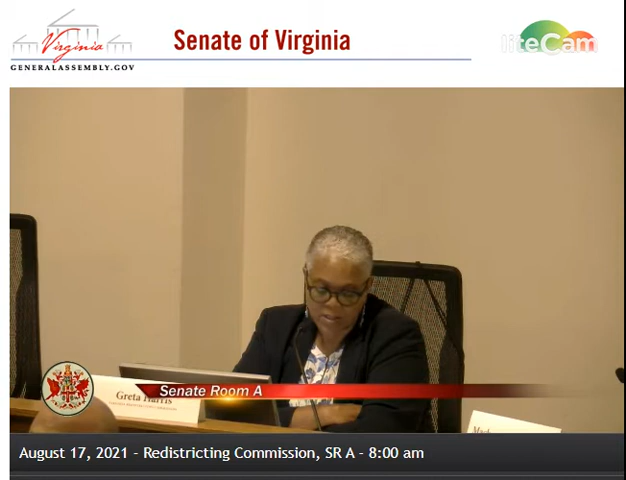 Virginia
GENERALASSEMBLY.GOV
Senate of Virginia
liteCam
Greta Harris
Senate Room A
August 17, 2021 - Redistricting Commission, SR A - 8:00 am